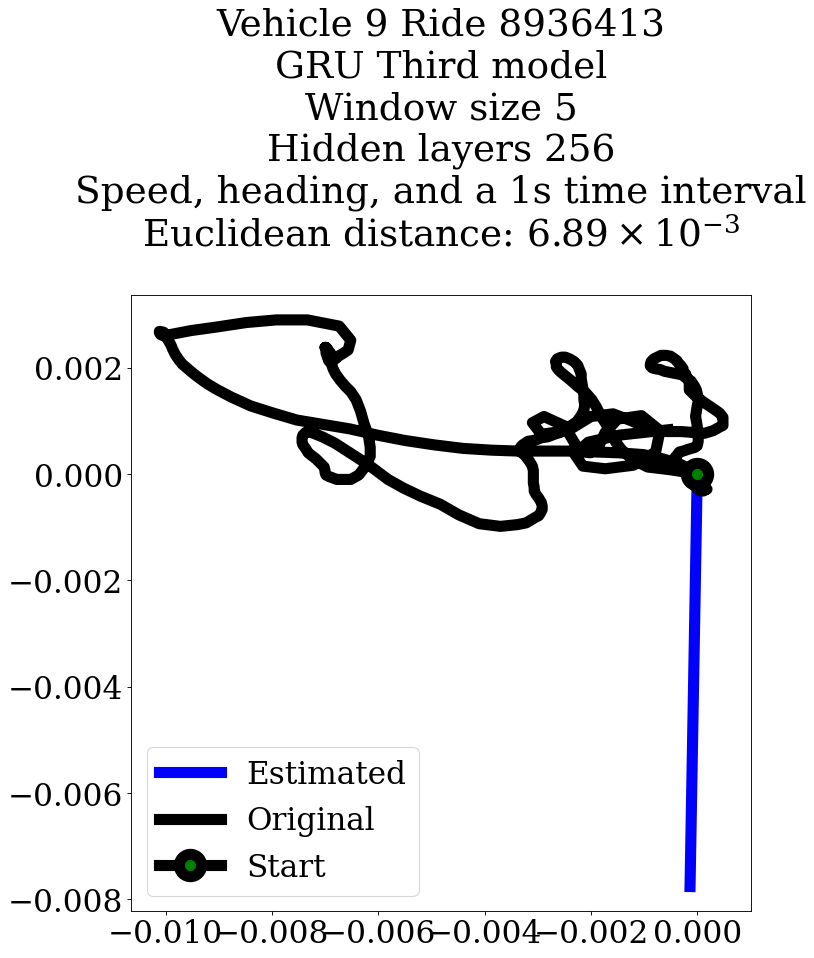 Vehicle 9 Ride 8936413
GRU Third model
Window size 5
Hidden layers 256
Speed, heading, and a 1s time interval
Euclidean distance: 6.89 × 10⁻³
0.002
0.000
−0.002
−0.004
−0.006
−0.008
Estimated
Original
Start
−0.010 −0.008 −0.006 −0.004 −0.002 0.000